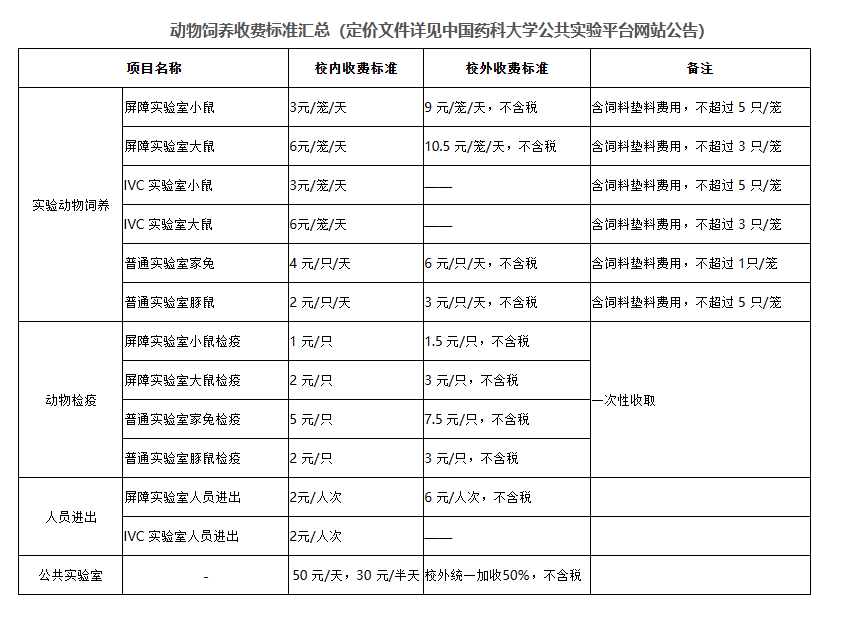 动物饲养收费标准汇总（定价文件详见中国药科大学公共实验平台网站公告）
项目名称 校内收费标准 校外收费标准 备注
实验动物饲养
屏障实验室小鼠 3元/笼/天 9 元/笼/天，不含税 含饲料垫料费用，不超过 5 只/笼
屏障实验室大鼠 6元/笼/天 10.5 元/笼/天，不含税 含饲料垫料费用，不超过 3 只/笼
IVC 实验室小鼠 3元/笼/天 —— 含饲料垫料费用，不超过 5 只/笼
IVC 实验室大鼠 6元/笼/天 —— 含饲料垫料费用，不超过 3 只/笼
普通实验室家兔 4 元/只/天 6 元/只/天，不含税 含饲料垫料费用，不超过 1只/笼
普通实验室豚鼠 2 元/只/天 3 元/只/天，不含税 含饲料垫料费用，不超过 5 只/笼
动物检疫
屏障实验室小鼠检疫 1 元/只 1.5 元/只，不含税
屏障实验室大鼠检疫 2 元/只 3 元/只，不含税
一次性收取
普通实验室家兔检疫 5 元/只 7.5 元/只，不含税
普通实验室豚鼠检疫 2 元/只 3 元/只，不含税
人员进出
屏障实验室人员进出 2元/人次 6 元/人次，不含税
IVC 实验室人员进出 2元/人次 ——
公共实验室 - 50 元/天，30 元/半天 校外统一加收50%，不含税